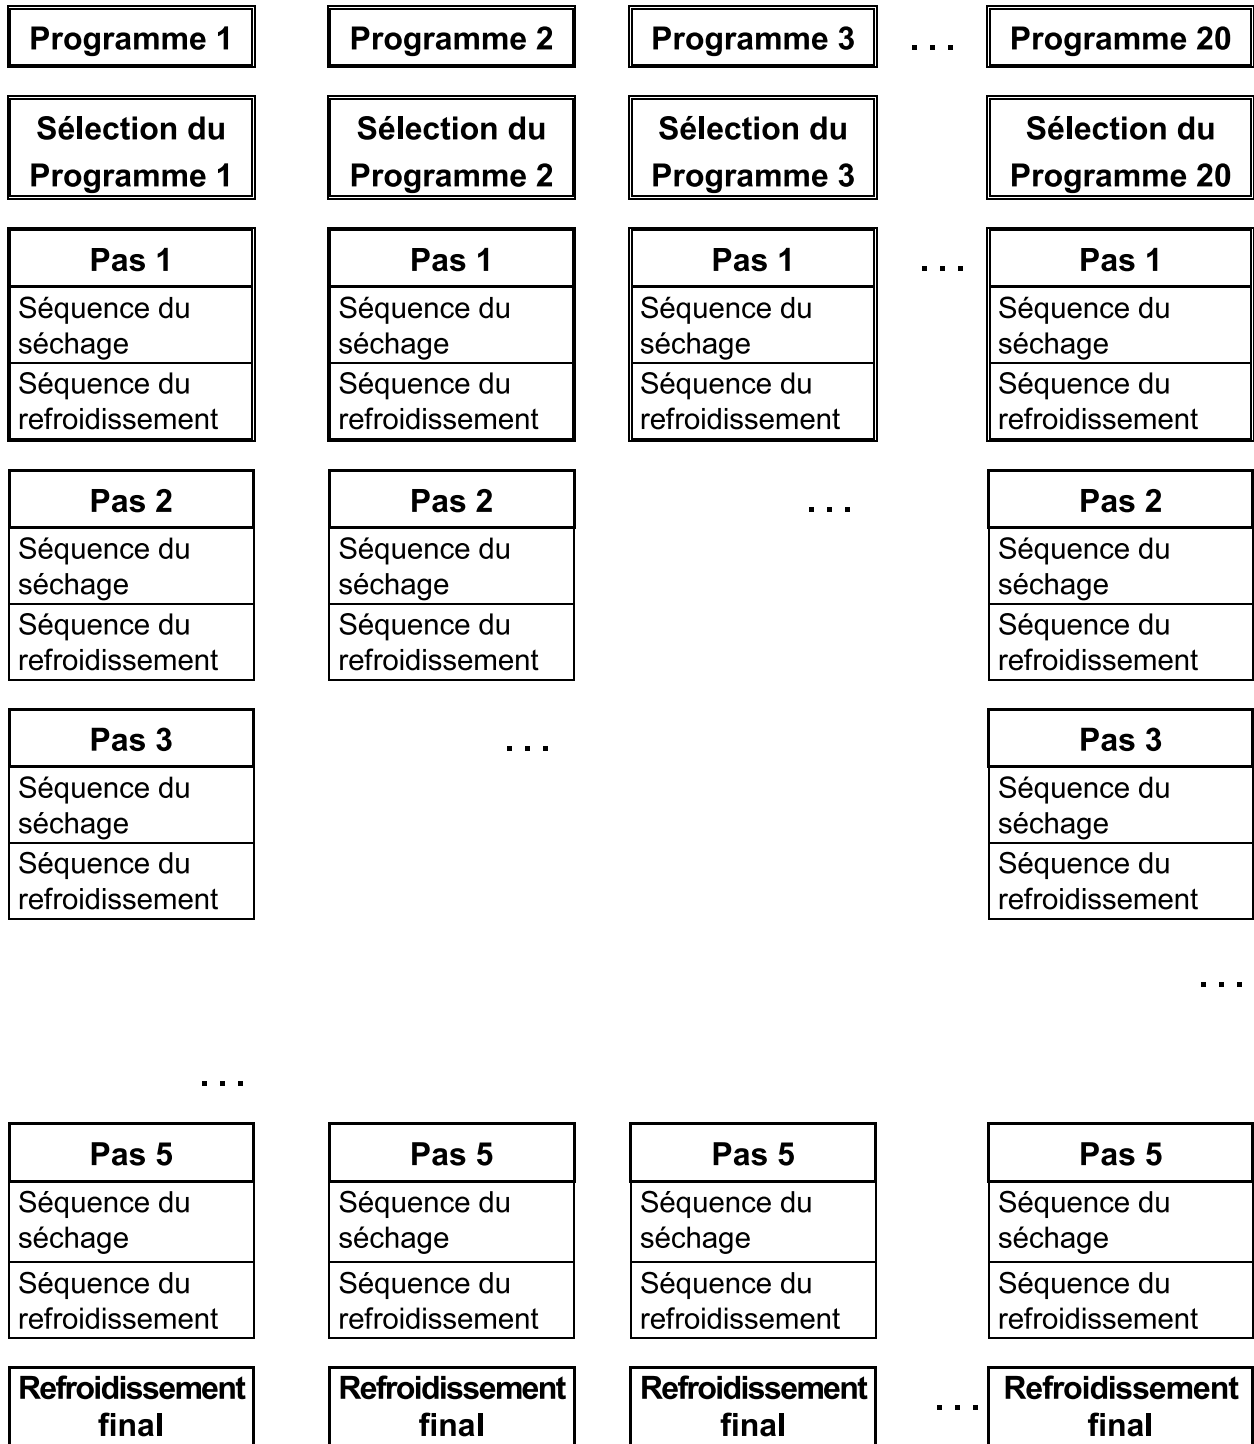 Programme 1 Programme 2 Programme 3 ... Programme 20
Sélection du Sélection du Sélection du Sélection du
Programme 1 Programme 2 Programme 3 Programme 20
Pas 1 Pas 1 Pas 1 ... Pas 1
Séquence du Séquence du Séquence du Séquence du
séchage séchage séchage séchage
Séquence du Séquence du Séquence du Séquence du
refroidissement refroidissement refroidissement refroidissement
Pas 2 Pas 2 ... Pas 2
Séquence du Séquence du Séquence du
séchage séchage séchage
Séquence du Séquence du Séquence du
refroidissement refroidissement refroidissement
Pas 3 ... Pas 3
Séquence du Séquence du
séchage séchage
Séquence du Séquence du
refroidissement refroidissement
...
...
Pas 5 Pas 5 Pas 5 Pas 5
Séquence du Séquence du Séquence du Séquence du
séchage séchage séchage séchage
Séquence du Séquence du Séquence du Séquence du
refroidissement refroidissement refroidissement refroidissement
Refroidissement Refroidissement Refroidissement ... Refroidissement
final final final final